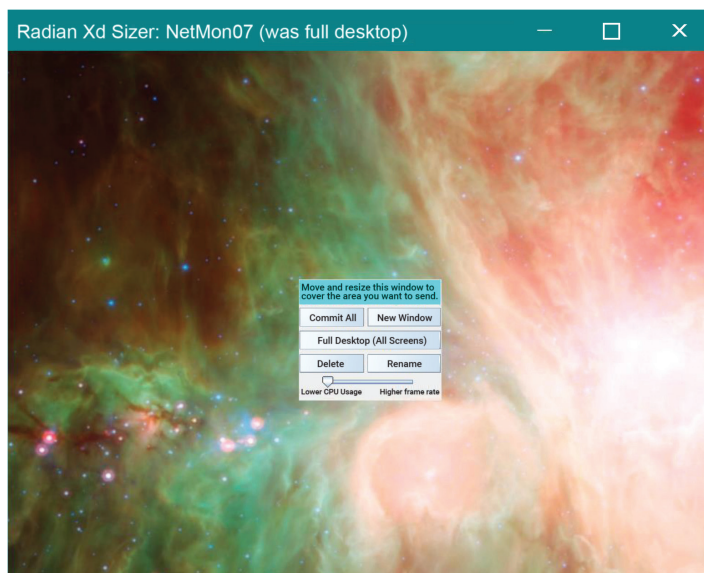 Radian Xd Sizer: NetMon07 (was full desktop)
Move and resize this window to
cover the area you want to send.
Commit All
New Window
Full Desktop (All Screens)
Delete
Rename
Lower CPU Usage
Higher frame rate